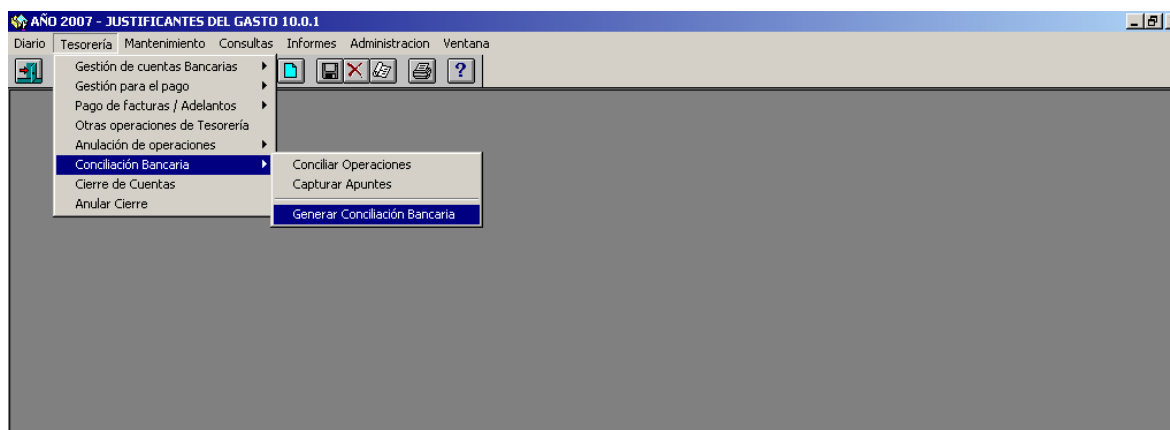 AÑO 2007 - JUSTIFICANTES DEL GASTO 10.0.1
Diario Tesorería Mantenimiento Consultas Informes Administracion Ventana
?
Gestión de cuentas Bancarias
Gestión para el pago
Pago de facturas / Adelantos
Otras operaciones de Tesorería
Anulación de operaciones
Conciliación Bancaria
Cierre de Cuentas
Anular Cierre
Conciliar Operaciones
Capturar Apuntes
Generar Conciliación Bancaria